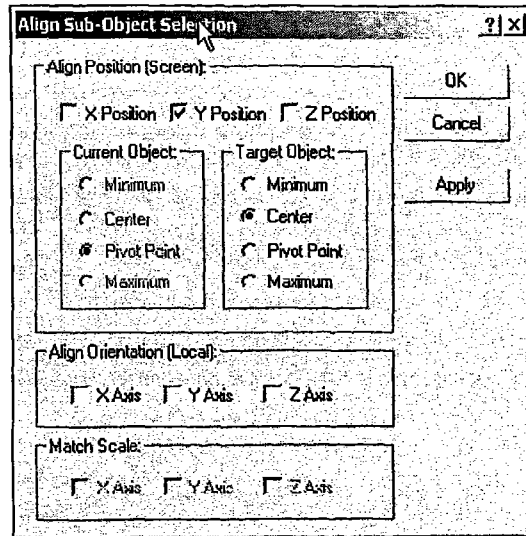 Align Sub-Object Selection
? X
Align Position (Screen):
X Position Y Position Z Position
OK
Cancel
Apply
Current Object:
Minimum
Center
Pivot Point
Maximum
Target Object:
Minimum
Center
Pivot Point
Maximum
Align Orientation (Local):
X Axis Y Axis Z Axis
Match Scale:
X Axis Y Axis Z Axis